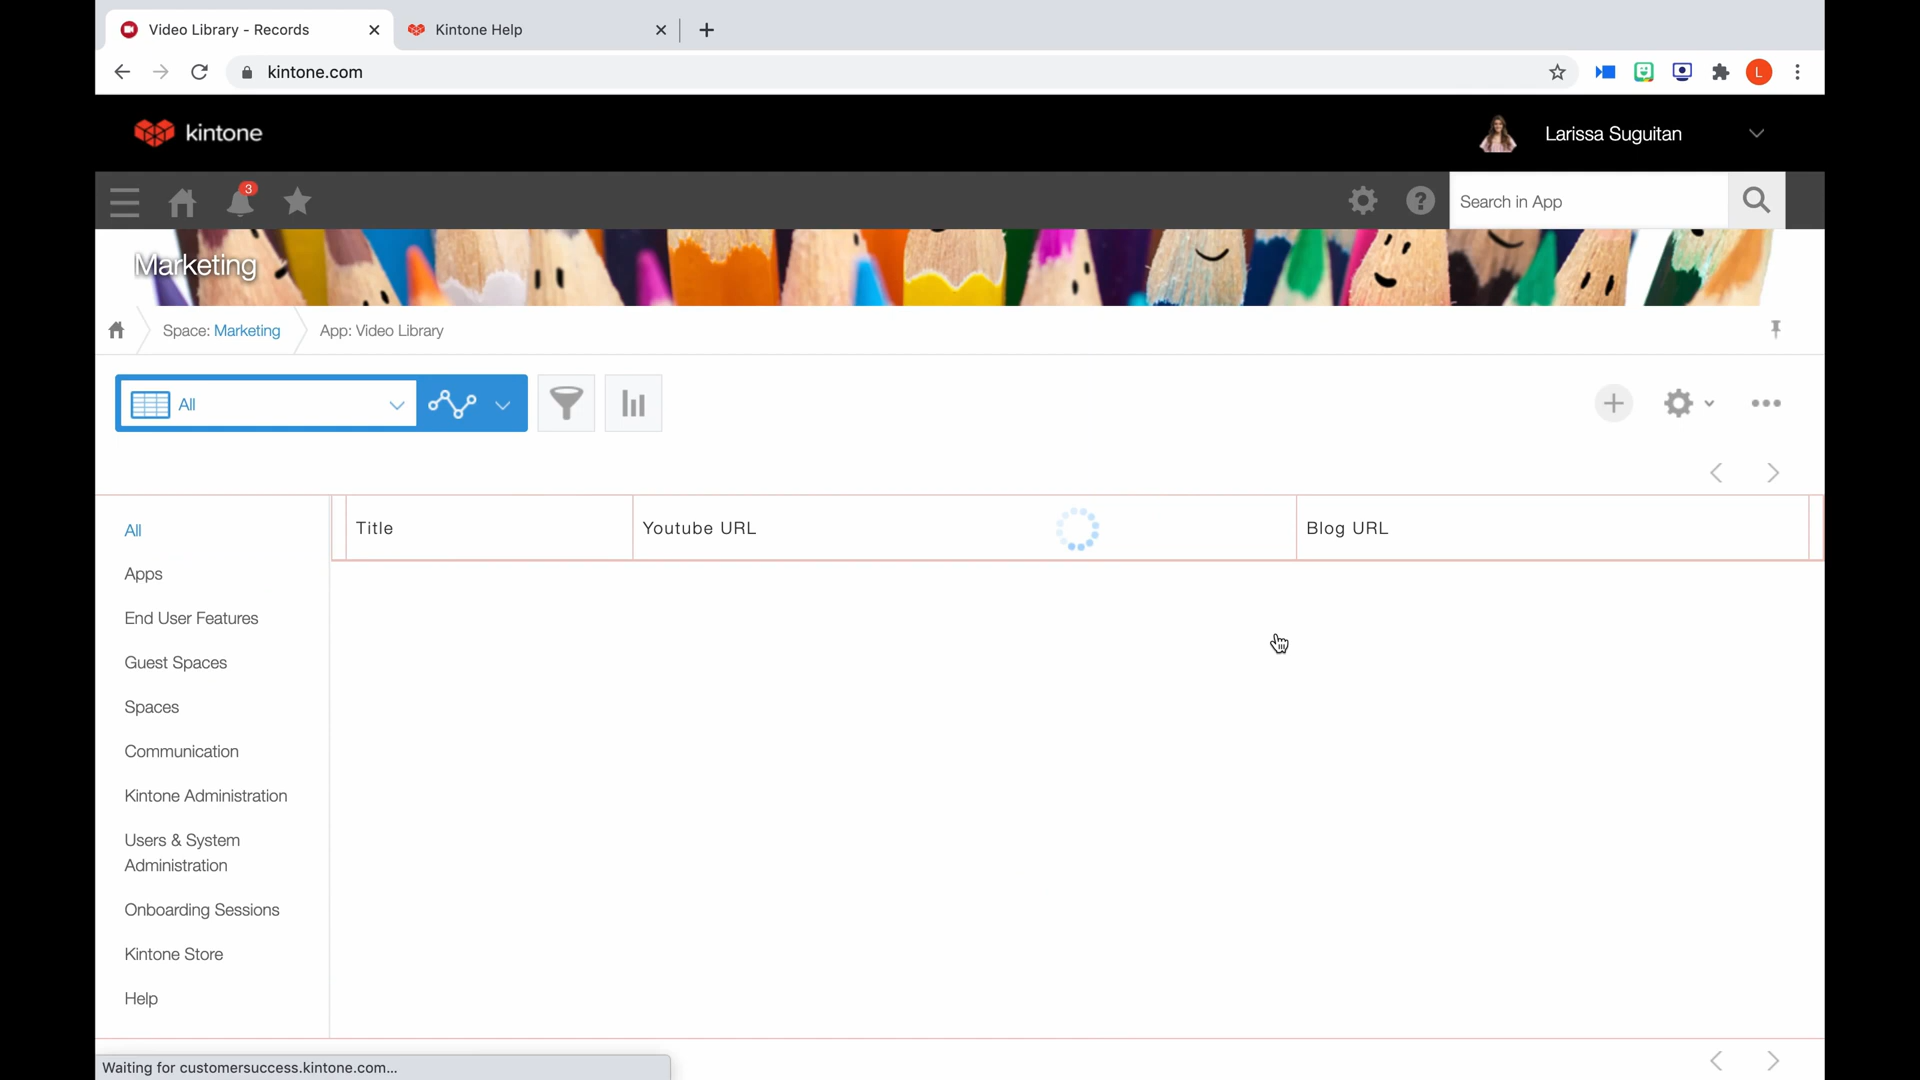 Video Library - Records
Kintone Help
kintone.com
L
kintone
Larissa Suguitan
3
Search in App
Marketing
Space: Marketing
App: Video Library
All
All
Title
Youtube URL
Blog URL
Apps
End User Features
Guest Spaces
Spaces
Communication
Kintone Administration
Users & System
Administration
Onboarding Sessions
Kintone Store
Help
Waiting for customersuccess.kintone.com...